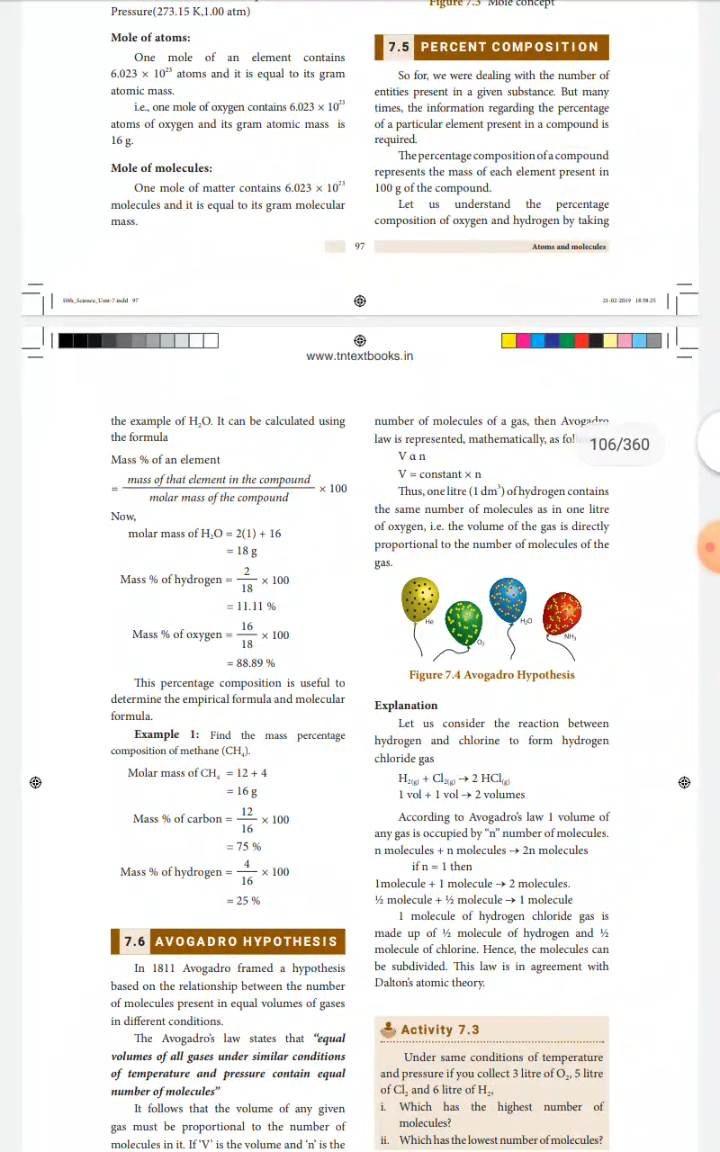 Pressure(273.15 K,1.00 atm)
Mole of atoms:
One mole of an element contains
6.023 × 10²³ atoms and it is equal to its gram
atomic mass.
i.e., one mole of oxygen contains 6.023 × 10²³
atoms of oxygen and its gram atomic mass is
16 g.
Mole of molecules:
One mole of matter contains 6.023 × 10²³
molecules and it is equal to its gram molecular
mass.
Figure 7.3 Mole concept
7.5 PERCENT COMPOSITION
So for, we were dealing with the number of
entities present in a given substance. But many
times, the information regarding the percentage
of a particular element present in a compound is
required.
The percentage composition of a compound
represents the mass of each element present in
100 g of the compound.
Let us understand the percentage
composition of oxygen and hydrogen by taking
97
Atoms and molecules
10th_Science_Unit-7.indd 97
21-02-2019 18:58:25
www.tntextbooks.in
the example of H₂O. It can be calculated using
the formula
Mass % of an element
= mass of that element in the compound / molar mass of the compound × 100
Now,
molar mass of H₂O = 2(1) + 16
= 18 g
Mass % of hydrogen = 2/18 × 100
= 11.11 %
Mass % of oxygen = 16/18 × 100
= 88.89 %
This percentage composition is useful to
determine the empirical formula and molecular
formula.
Example 1: Find the mass percentage
composition of methane (CH₄).
Molar mass of CH₄ = 12 + 4
= 16 g
Mass % of carbon = 12/16 × 100
= 75 %
Mass % of hydrogen = 4/16 × 100
= 25 %
7.6 AVOGADRO HYPOTHESIS
In 1811 Avogadro framed a hypothesis
based on the relationship between the number
of molecules present in equal volumes of gases
in different conditions.
The Avogadro's law states that "equal
volumes of all gases under similar conditions
of temperature and pressure contain equal
number of molecules"
It follows that the volume of any given
gas must be proportional to the number of
molecules in it. If 'V' is the volume and 'n' is the
number of molecules of a gas, then Avogadro
law is represented, mathematically, as
106/360
V α n
V = constant × n
Thus, one litre (1 dm³) of hydrogen contains
the same number of molecules as in one litre
of oxygen, i.e. the volume of the gas is directly
proportional to the number of molecules of the
gas.
He
O₂
H₂O
NH₃
Figure 7.4 Avogadro Hypothesis
Explanation
Let us consider the reaction between
hydrogen and chlorine to form hydrogen
chloride gas
H₂(g) + Cl₂(g) → 2 HCl(g)
1 vol + 1 vol → 2 volumes
According to Avogadro's law 1 volume of
any gas is occupied by "n" number of molecules.
n molecules + n molecules → 2n molecules
if n = 1 then
1molecule + 1 molecule → 2 molecules.
½ molecule + ½ molecule → 1 molecule
1 molecule of hydrogen chloride gas is
made up of ½ molecule of hydrogen and ½
molecule of chlorine. Hence, the molecules can
be subdivided. This law is in agreement with
Dalton's atomic theory.
Activity 7.3
Under same conditions of temperature
and pressure if you collect 3 litre of O₂, 5 litre
of Cl₂ and 6 litre of H₂,
i. Which has the highest number of
molecules?
ii. Which has the lowest number of molecules?